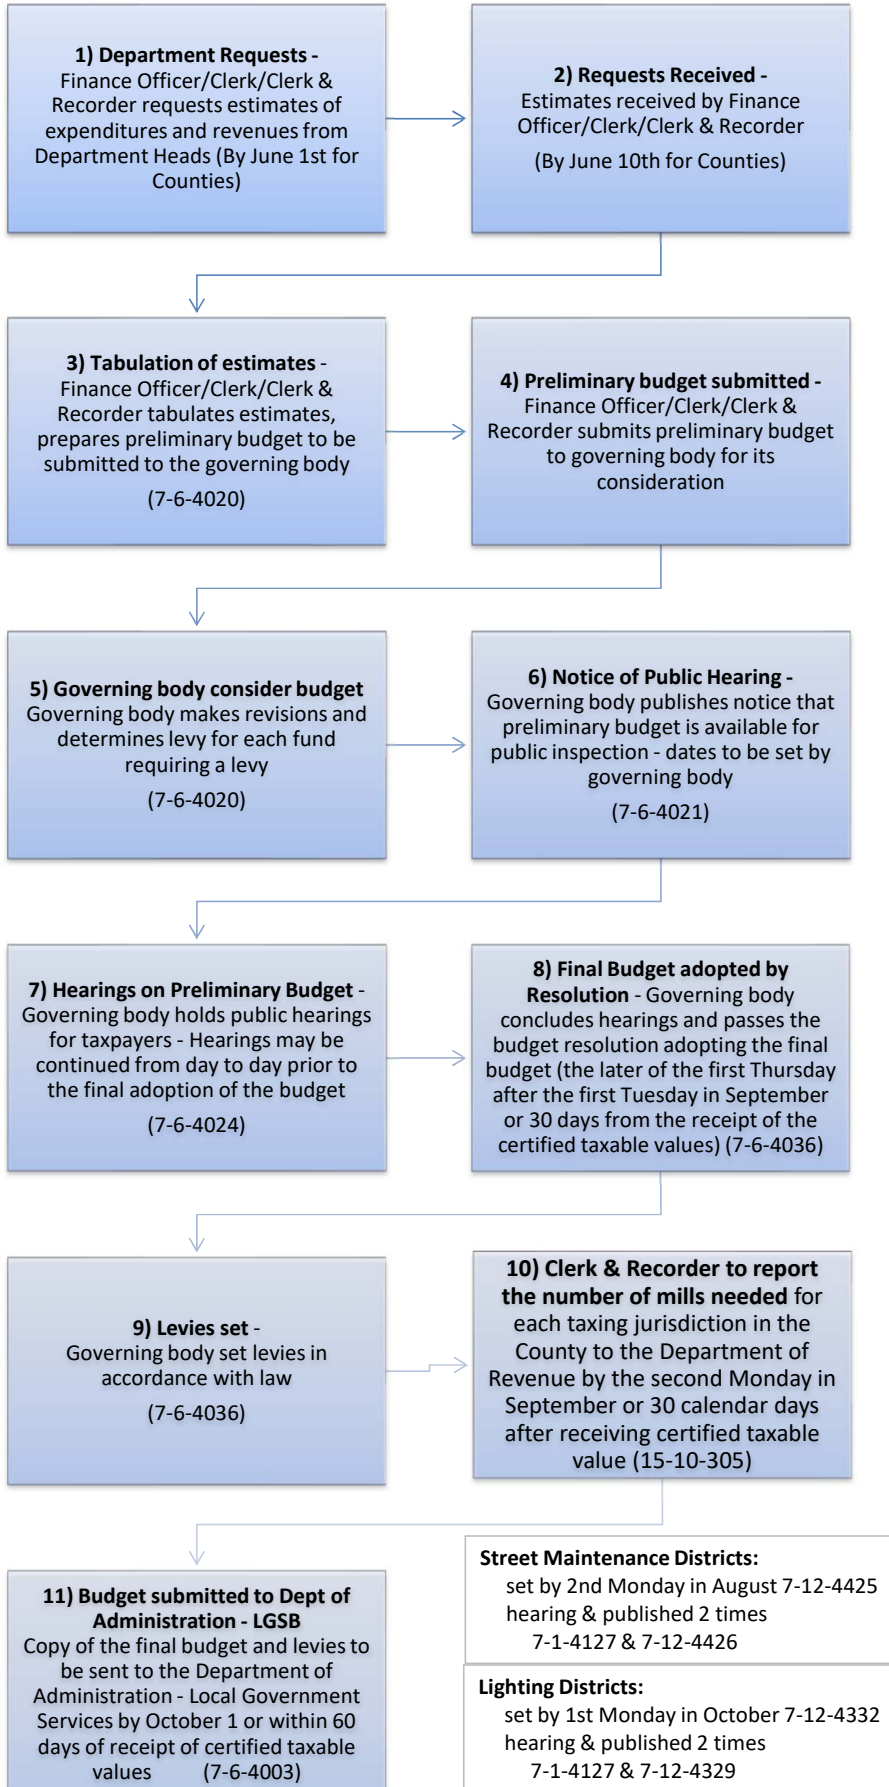 1) Department Requests -
Finance Officer/Clerk/Clerk &
Recorder requests estimates of
expenditures and revenues from
Department Heads (By June 1st for
Counties)
2) Requests Received -
Estimates received by Finance
Officer/Clerk/Clerk & Recorder
(By June 10th for Counties)
3) Tabulation of estimates -
Finance Officer/Clerk/Clerk &
Recorder tabulates estimates,
prepares preliminary budget to be
submitted to the governing body
(7-6-4020)
4) Preliminary budget submitted -
Finance Officer/Clerk/Clerk &
Recorder submits preliminary budget
to governing body for its
consideration
5) Governing body consider budget
Governing body makes revisions and
determines levy for each fund
requiring a levy
(7-6-4020)
6) Notice of Public Hearing -
Governing body publishes notice that
preliminary budget is available for
public inspection - dates to be set by
governing body
(7-6-4021)
7) Hearings on Preliminary Budget -
Governing body holds public hearings
for taxpayers - Hearings may be
continued from day to day prior to
the final adoption of the budget
(7-6-4024)
8) Final Budget adopted by
Resolution - Governing body
concludes hearings and passes the
budget resolution adopting the final
budget (the later of the first Thursday
after the first Tuesday in September
or 30 days from the receipt of the
certified taxable values) (7-6-4036)
9) Levies set -
Governing body set levies in
accordance with law
(7-6-4036)
10) Clerk & Recorder to report
the number of mills needed for
each taxing jurisdiction in the
County to the Department of
Revenue by the second Monday in
September or 30 calendar days
after receiving certified taxable
value (15-10-305)
11) Budget submitted to Dept of
Administration - LGSB
Copy of the final budget and levies to
be sent to the Department of
Administration - Local Government
Services by October 1 or within 60
days of receipt of certified taxable
values (7-6-4003)
Street Maintenance Districts:
set by 2nd Monday in August 7-12-4425
hearing & published 2 times
7-1-4127 & 7-12-4426
Lighting Districts:
set by 1st Monday in October 7-12-4332
hearing & published 2 times
7-1-4127 & 7-12-4329